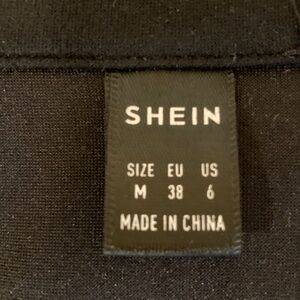 SHEIN
SIZE EU US
M 38 6
MADE IN CHINA